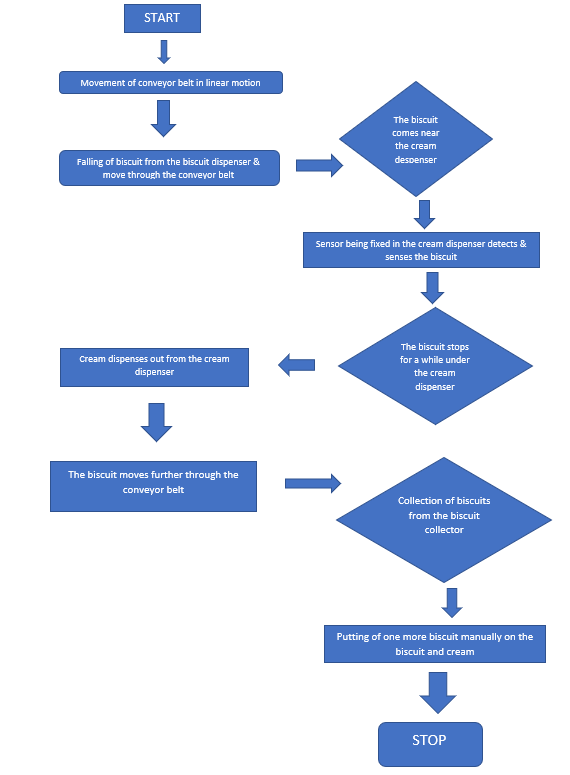 START
Movement of conveyor belt in linear motion
Falling of biscuit from the biscuit dispenser &
move through the conveyor belt
The biscuit
comes near
the cream
despenser
Sensor being fixed in the cream dispenser detects &
senses the biscuit
The biscuit stops
for a while under
the cream
dispenser
Cream dispenses out from the cream
dispenser
The biscuit moves further through the
conveyor belt
Collection of biscuits
from the biscuit
collector
Putting of one more biscuit manually on the
biscuit and cream
STOP